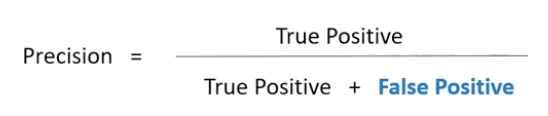 True Positive
Precision =
True Positive + False Positive